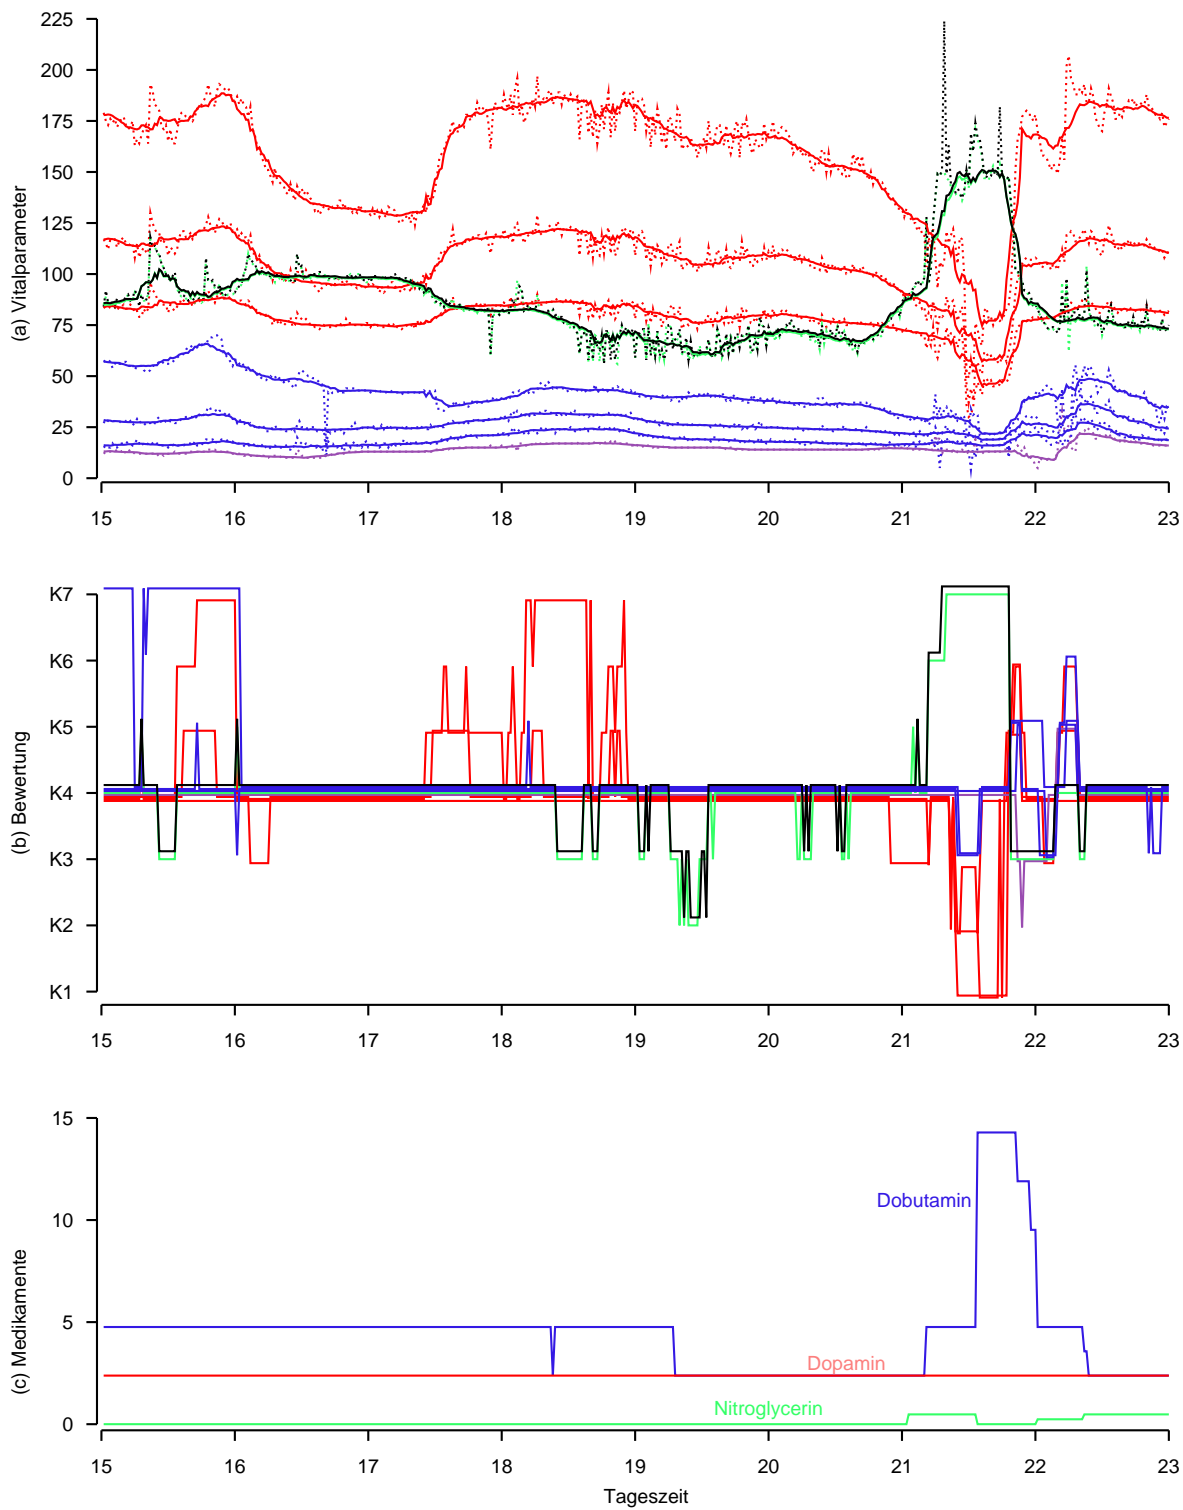 225
200
175
150
125
100
75
50
25
0
(a) Vitalparameter
15 16 17 18 19 20 21 22 23
K7
K6
K5
K4
K3
K2
K1
(b) Bewertung
15 16 17 18 19 20 21 22 23
15
10
5
0
(c) Medikamente
Dobutamin
Dopamin
Nitroglycerin
15 16 17 18 19 20 21 22 23
Tageszeit